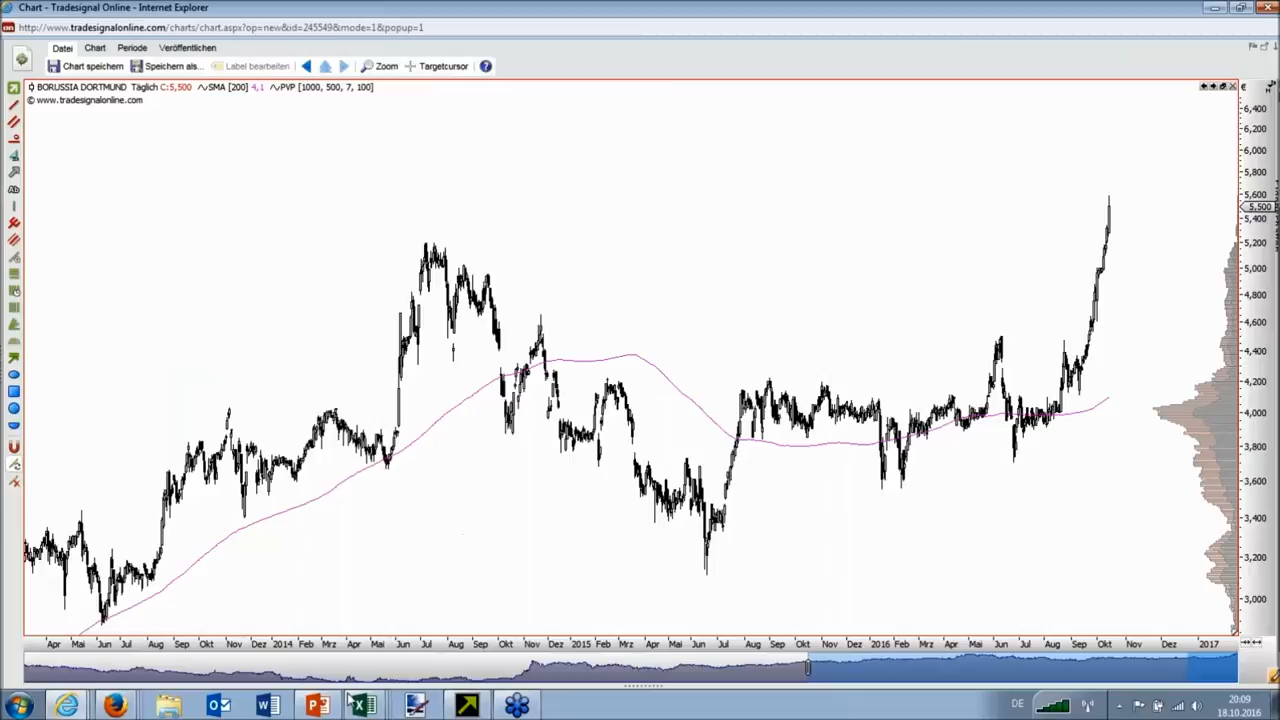 Chart - Tradesignal Online - Internet Explorer
http://www.tradesignalonline.com/charts/chart.aspx?op=new&id=245549&mode=1&popup=1
Datei Chart Periode Veröffentlichen
Chart speichern Speichern als... Label bearbeiten Zoom Targetcursor
BORUSSIA DORTMUND Täglich C:5,500 SMA [200] 4,1 PVP [1000, 500, 7, 100]
© www.tradesignalonline.com
€
6,400
6,200
6,000
5,800
5,600
5,500
5,400
5,200
5,000
4,800
4,600
4,400
4,200
4,000
3,800
3,600
3,400
3,200
3,000
Ab
Apr Mai Jun Jul Aug Sep Okt Nov Dez 2014 Feb Mrz Mai Jul Aug Sep Okt Nov 2015 Feb Mrz Mai Jun Jul Aug Sep Okt Nov 2016 Feb Mrz Mai Jun Jul Aug Sep Okt Nov Dez 2017
DE
20:09
18.10.2016